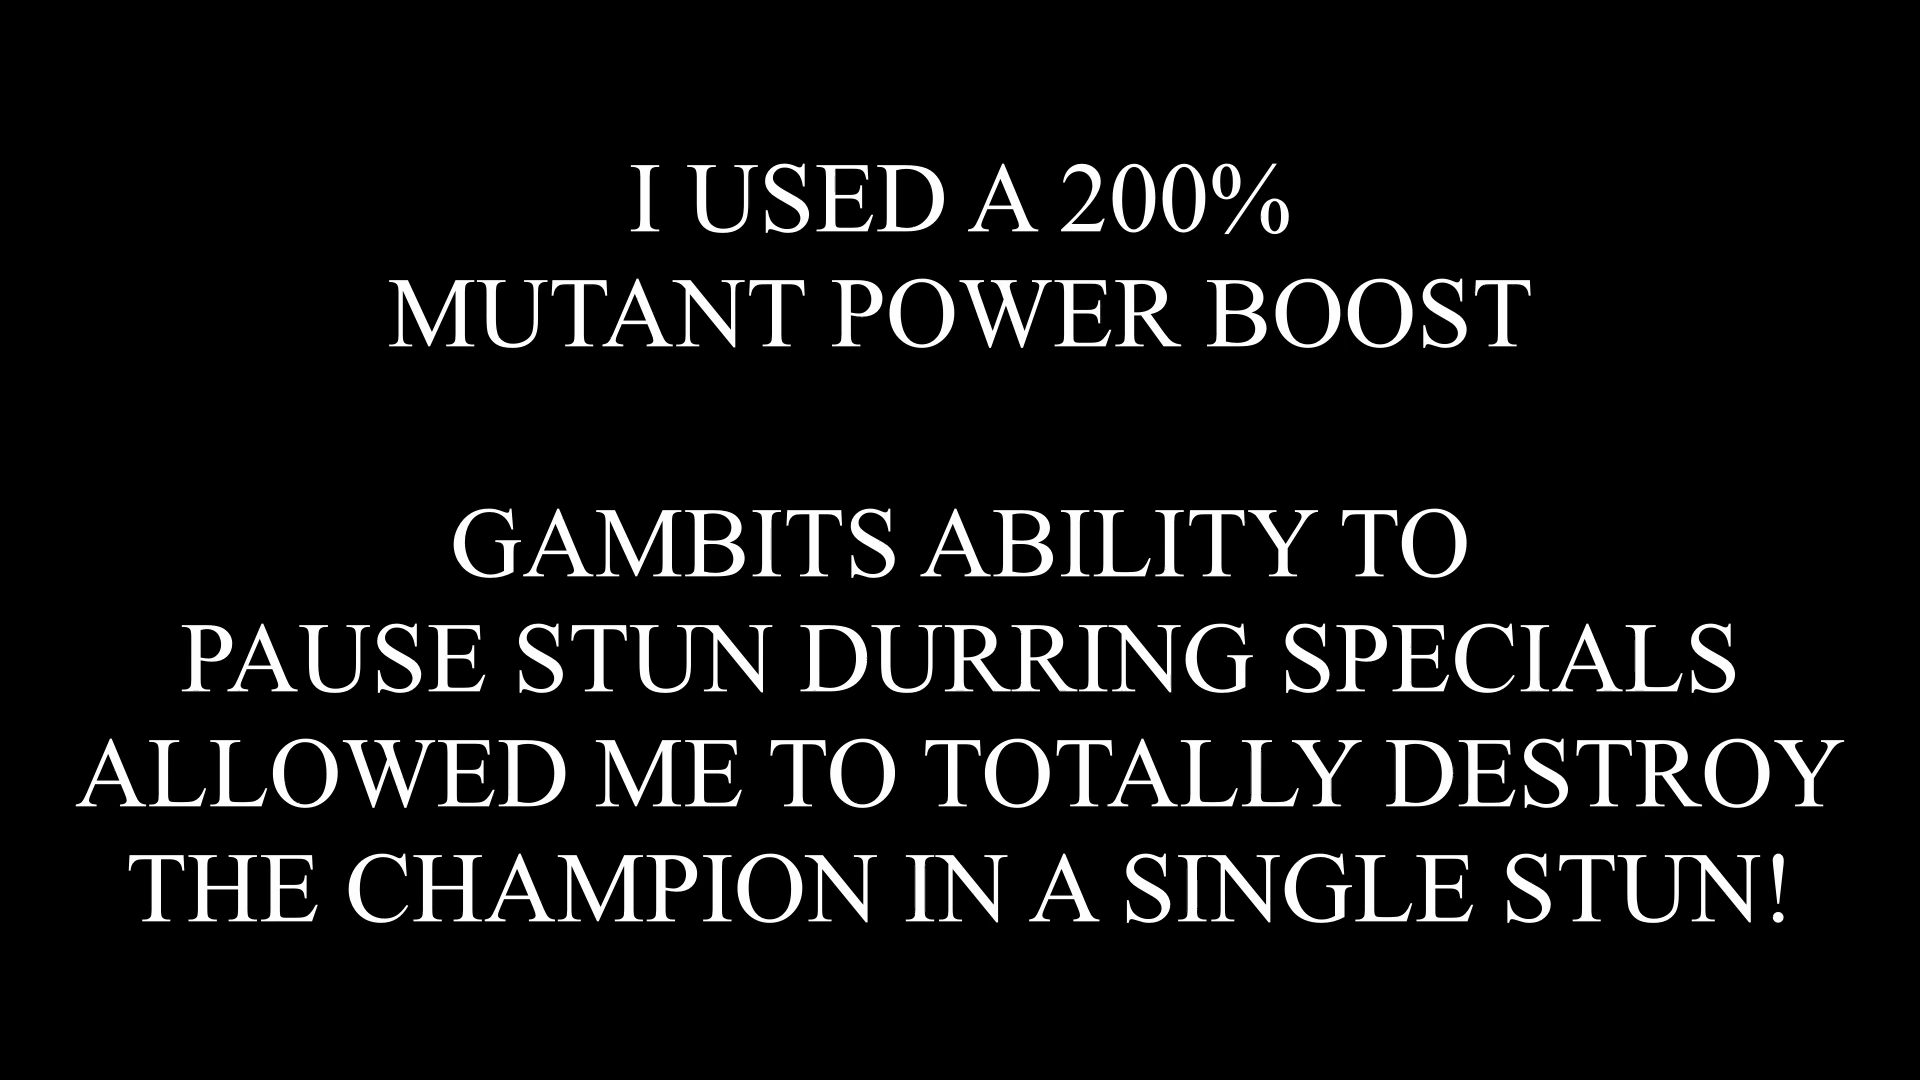 I USED A 200%
MUTANT POWER BOOST
GAMBITS ABILITY TO
PAUSE STUN DURRING SPECIALS
ALLOWED ME TO TOTALLY DESTROY
THE CHAMPION IN A SINGLE STUN!